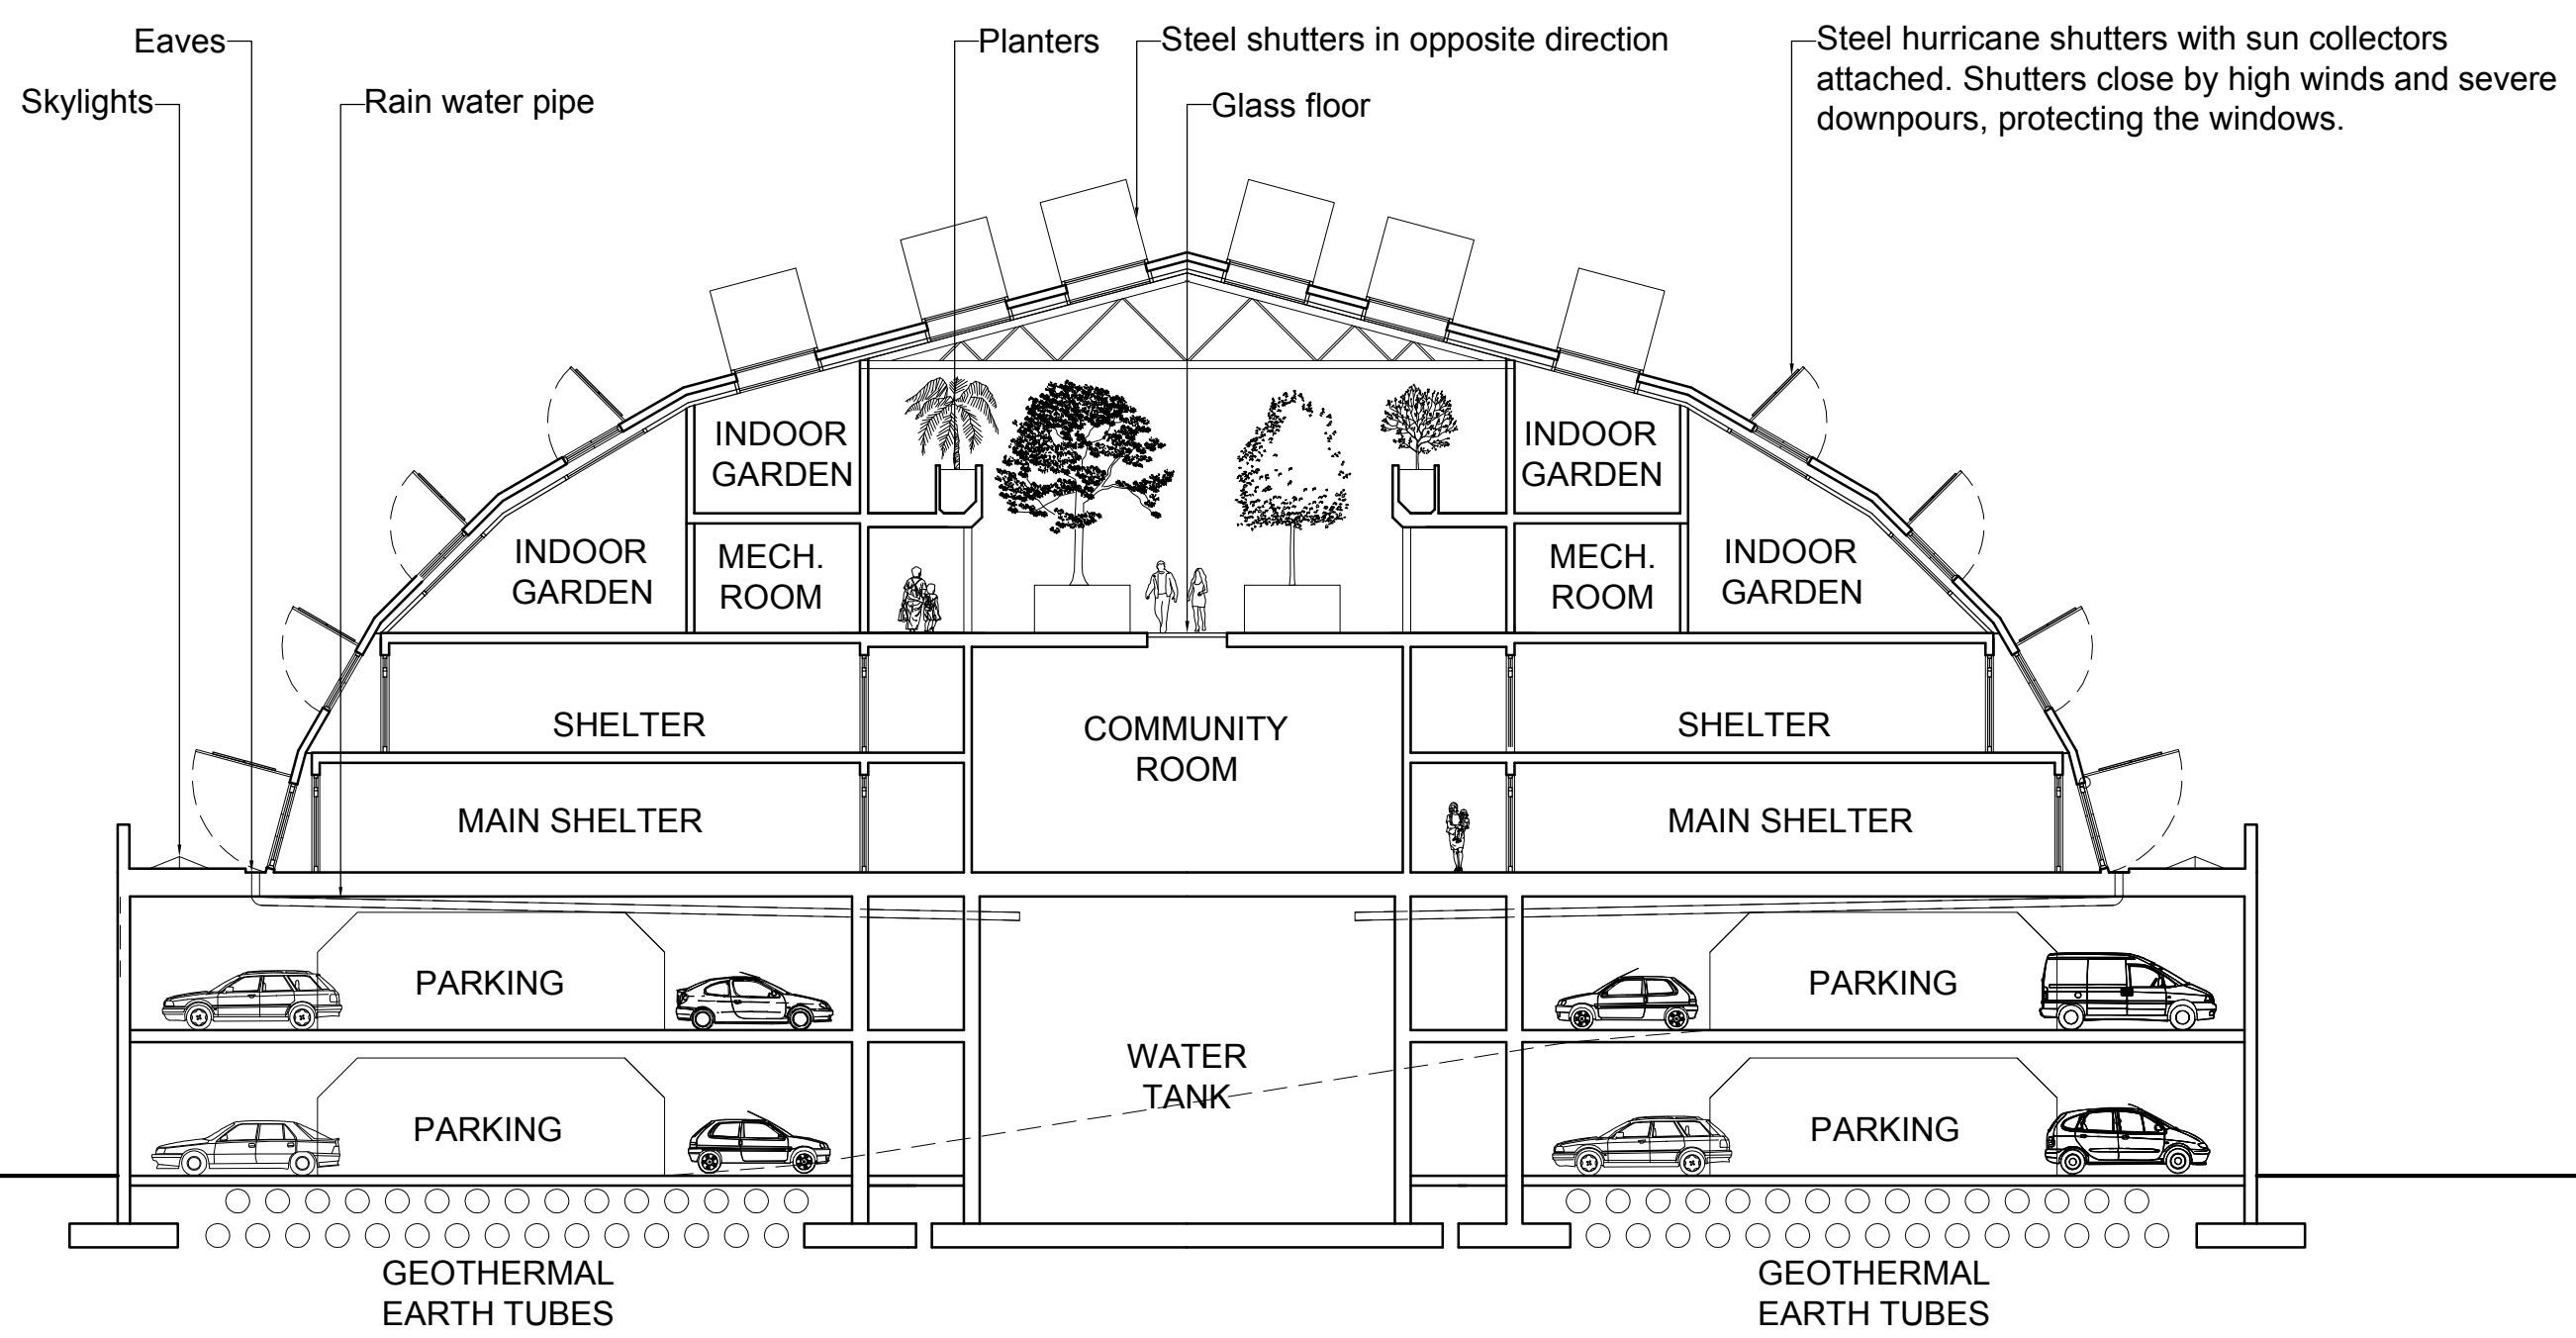 Eaves
Planters
Steel shutters in opposite direction
Steel hurricane shutters with sun collectors
attached. Shutters close by high winds and severe
downpours, protecting the windows.
Skylights
Rain water pipe
Glass floor
INDOOR
GARDEN
INDOOR
GARDEN
INDOOR
GARDEN
MECH.
ROOM
MECH.
ROOM
INDOOR
GARDEN
SHELTER
COMMUNITY
ROOM
SHELTER
MAIN SHELTER
MAIN SHELTER
PARKING
PARKING
WATER
TANK
PARKING
PARKING
GEOTHERMAL
EARTH TUBES
GEOTHERMAL
EARTH TUBES